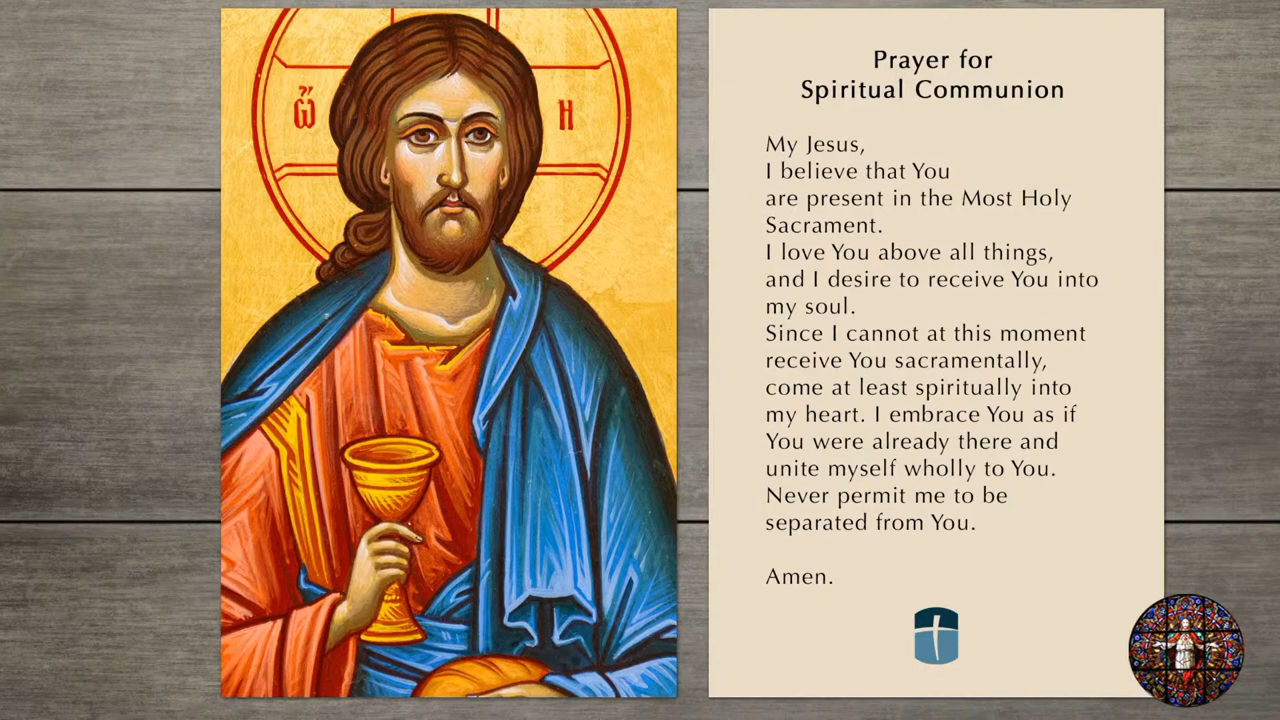 ὤ
Η
Prayer for
Spiritual Communion
My Jesus,
I believe that You
are present in the Most Holy
Sacrament.
I love You above all things,
and I desire to receive You into
my soul.
Since I cannot at this moment
receive You sacramentally,
come at least spiritually into
my heart. I embrace You as if
You were already there and
unite myself wholly to You.
Never permit me to be
separated from You.
Amen.